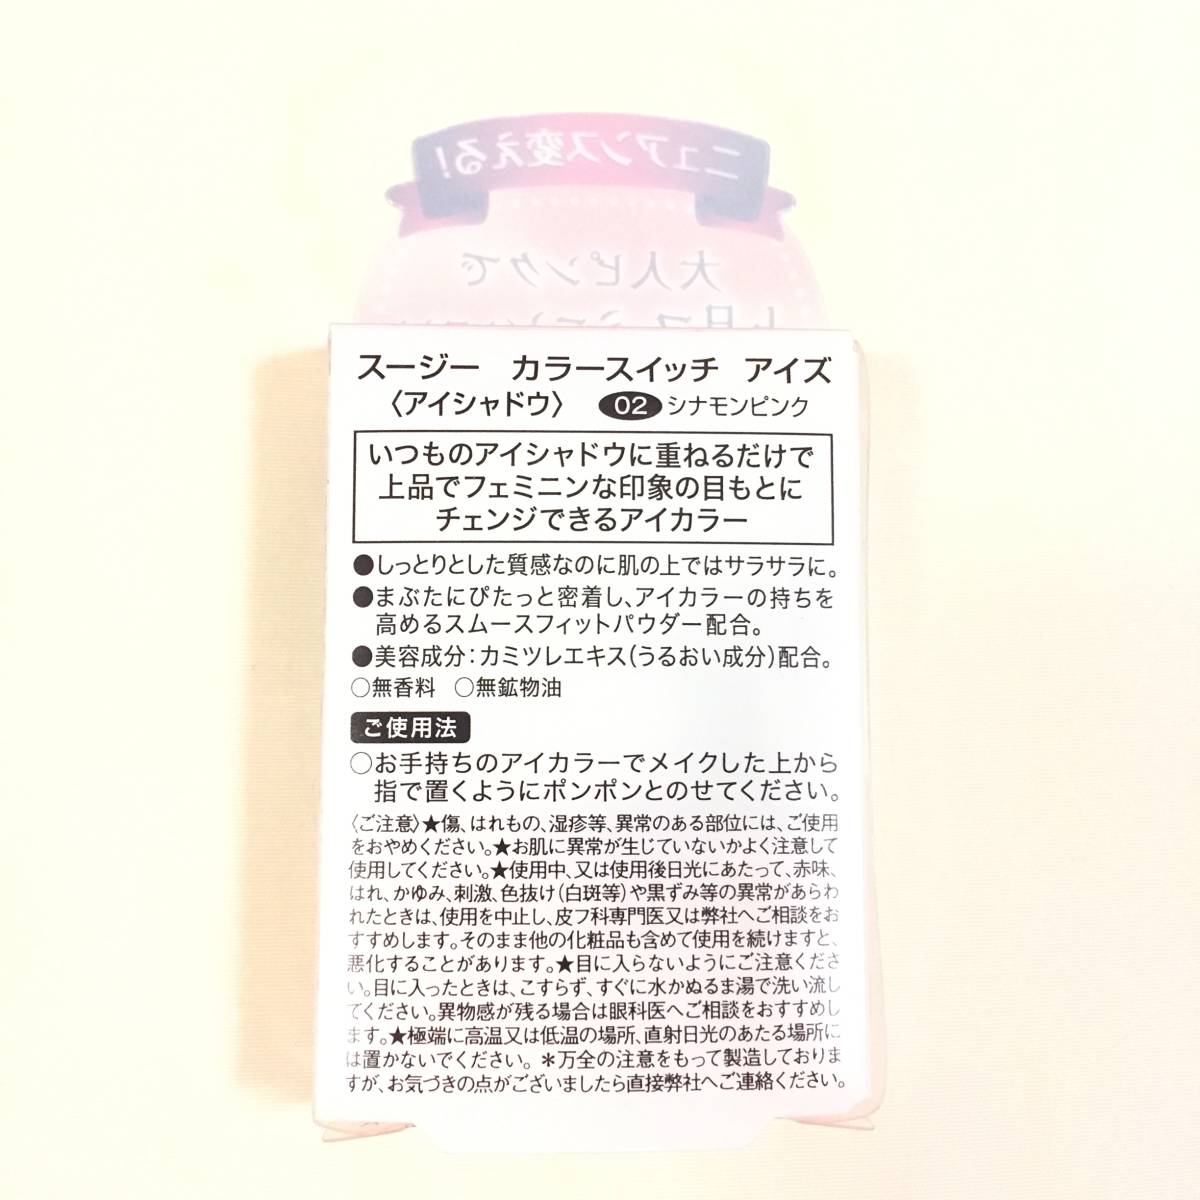 ニュアンス変える!
大人ピンクで
スージー カラースイッチ アイズ
〈アイシャドウ〉 02 シナモンピンク
いつものアイシャドウに重ねるだけで
上品でフェミニンな印象の目もとに
チェンジできるアイカラー
●しっとりとした質感なのに肌の上ではサラサラに。
●まぶたにぴたっと密着し、アイカラーの持ちを
高めるスムースフィットパウダー配合。
●美容成分:カミツレエキス(うるおい成分)配合。
○無香料 ○無鉱物油
ご使用法
○お手持ちのアイカラーでメイクした上から
指で置くようにポンポンとのせてください。
〈ご注意〉★傷、はれもの、湿疹等、異常のある部位には、ご使用
をおやめください。★お肌に異常が生じていないかよく注意して
使用してください。★使用中、又は使用後日光にあたって、赤味、
はれ、かゆみ、刺激、色抜け(白斑等)や黒ずみ等の異常があらわ
れたときは、使用を中止し、皮フ科専門医又は弊社へご相談をお
すすめします。そのまま他の化粧品も含めて使用を続けますと、
悪化することがあります。★目に入らないようにご注意くださ
い。目に入ったときは、こすらず、すぐに水かぬるま湯で洗い流し
てください。異物感が残る場合は眼科医へご相談をおすすめし
ます。★極端に高温又は低温の場所、直射日光のあたる場所に
は置かないでください。 ＊万全の注意をもって製造しておりま
すが、お気づきの点がございましたら直接弊社へご連絡ください。